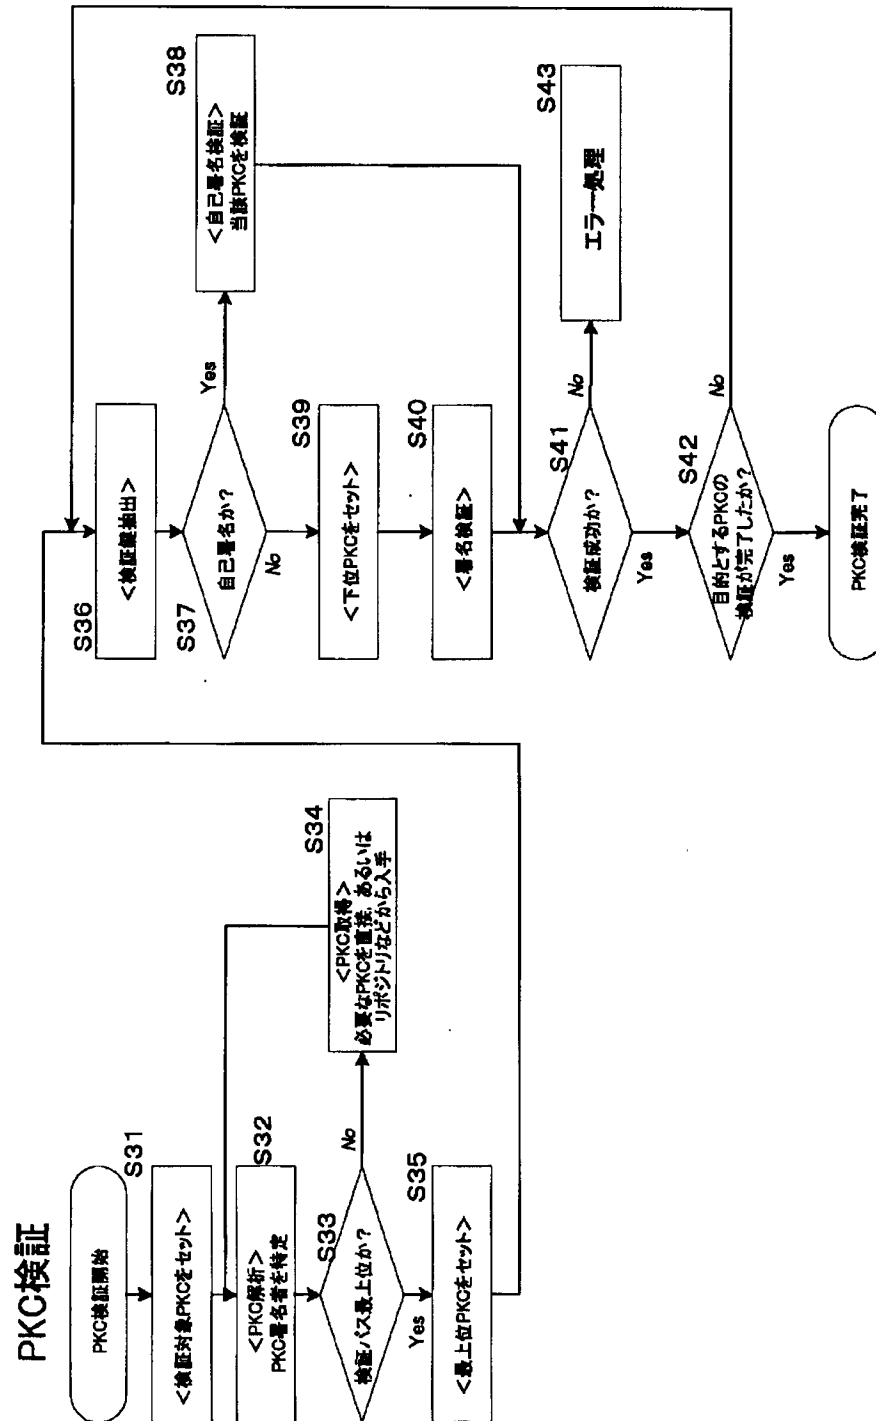 PKC検証
PKC検証開始
S31
<検証対象PKCをセット>
S32
<PKC解析>
PKC署名者を特定
S33
検証パス最上位か?
No
Yes
S34
<PKC取得>
必要なPKCを直接、あるいは
リポジトリなどから入手
S35
<最上位PKCをセット>
S36
<検証鍵抽出>
S37
自己署名か?
Yes
No
S38
<自己署名検証>
当該PKCを検証
S39
<下位PKCをセット>
S40
<署名検証>
S41
検証成功か?
No
Yes
S43
エラー処理
S42
目的とするPKCの
検証が完了したか?
No
Yes
PKC検証完了